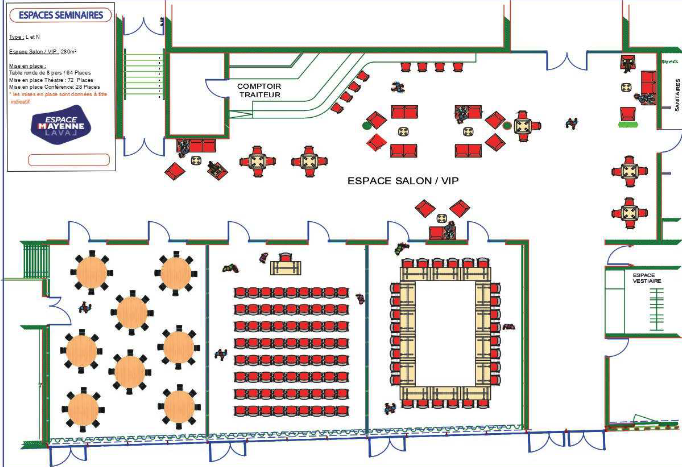 ESPACES SEMINAIRES
Type : L et N
Espace Salon / VIP : 280m²
Mise en place :
Table ronde de 8 pers : 64 Places
Mise en place Théatre : 72 Places
Mise en place Conférence: 28 Places
* les mises en place sont données à titre
indicatif
ESPACE
MAYENNE
LAVAL
COMPTOIR
TRAITEUR
ESPACE SALON / VIP
SANITAIRES
ESPACE
VESTIAIRE